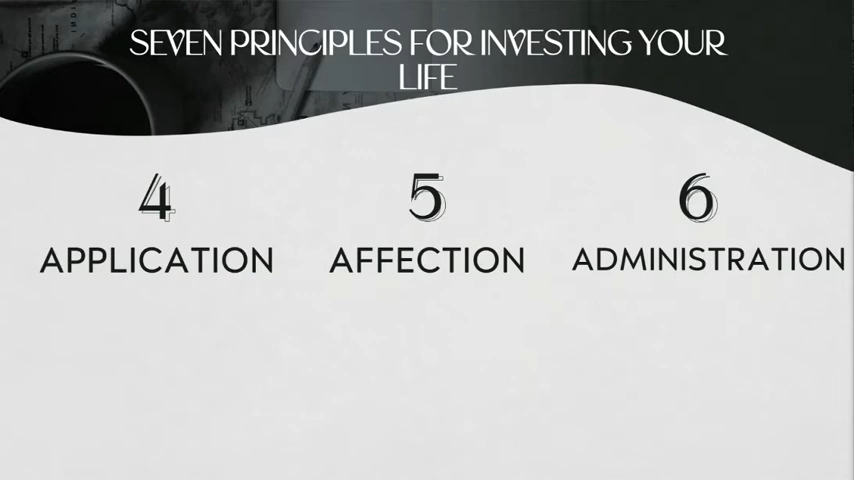 SEVEN PRINCIPLES FOR INVESTING YOUR
LIFE
4
5
6
APPLICATION
AFFECTION
ADMINISTRATION